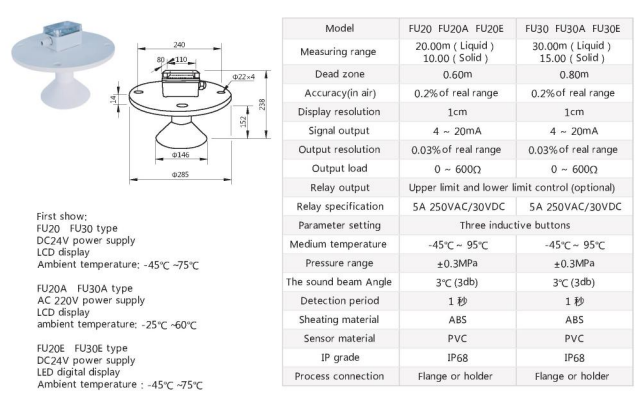 240
80
110
Φ22×4
14
152
238
Φ146
Φ285
First show:
FU20 FU30 type
DC24V power supply
LCD display
Ambient temperature: -45℃ ~75℃
FU20A FU30A type
AC 220V power supply
LCD display
ambient temperature: -25℃ ~60℃
FU20E FU30E type
DC24V power supply
LED digital display
Ambient temperature : -45℃ ~75℃
Model FU20 FU20A FU20E FU30 FU30A FU30E
Measuring range 20.00m ( Liquid ) 10.00 ( Solid ) 30.00m ( Liquid ) 15.00 ( Solid )
Dead zone 0.60m 0.80m
Accuracy(in air) 0.2% of real range 0.2% of real range
Display resolution 1cm 1cm
Signal output 4 ~ 20mA 4 ~ 20mA
Output resolution 0.03% of real range 0.03% of real range
Output load 0 ~ 600Ω 0 ~ 600Ω
Relay output Upper limit and lower limit control (optional)
Relay specification 5A 250VAC/30VDC 5A 250VAC/30VDC
Parameter setting Three inductive buttons
Medium temperature -45℃ ~ 95℃ -45℃ ~ 95℃
Pressure range ±0.3MPa ±0.3MPa
The sound beam Angle 3℃ (3db) 3℃ (3db)
Detection period 1 秒 1 秒
Sheating material ABS ABS
Sensor material PVC PVC
IP grade IP68 IP68
Process connection Flange or holder Flange or holder